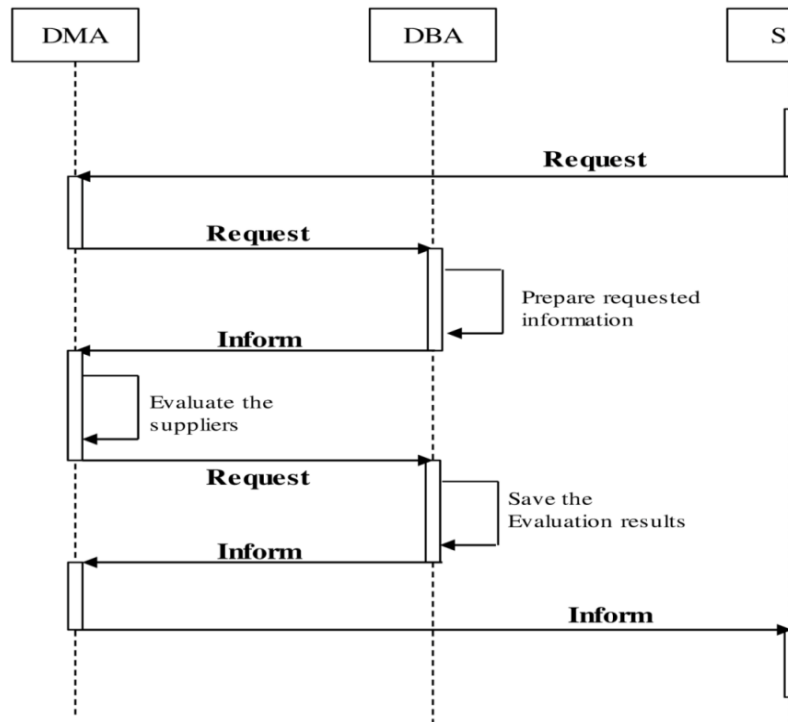 DMA
DBA
S
Request
Request
Prepare requested
information
Inform
Evaluate the
suppliers
Request
Save the
Evaluation results
Inform
Inform